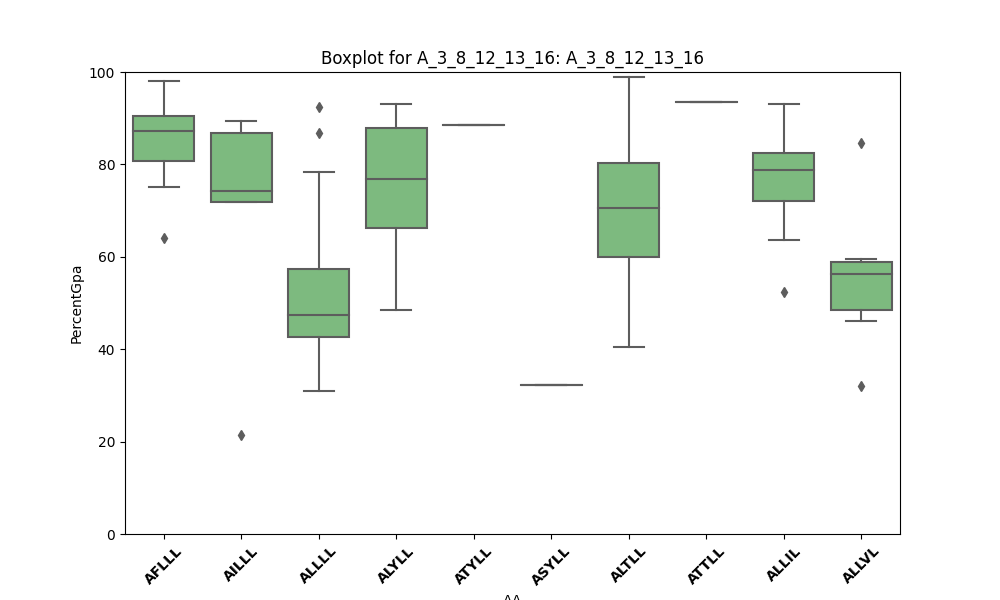 Boxplot for A_3_8_12_13_16: A_3_8_12_13_16
PercentGpa
100
80
60
40
20
0
AFLLL
AILLL
ALLLL
ALYLL
ATYLL
ASYLL
ALTLL
ATTLL
ALLIL
ALLVL
AA